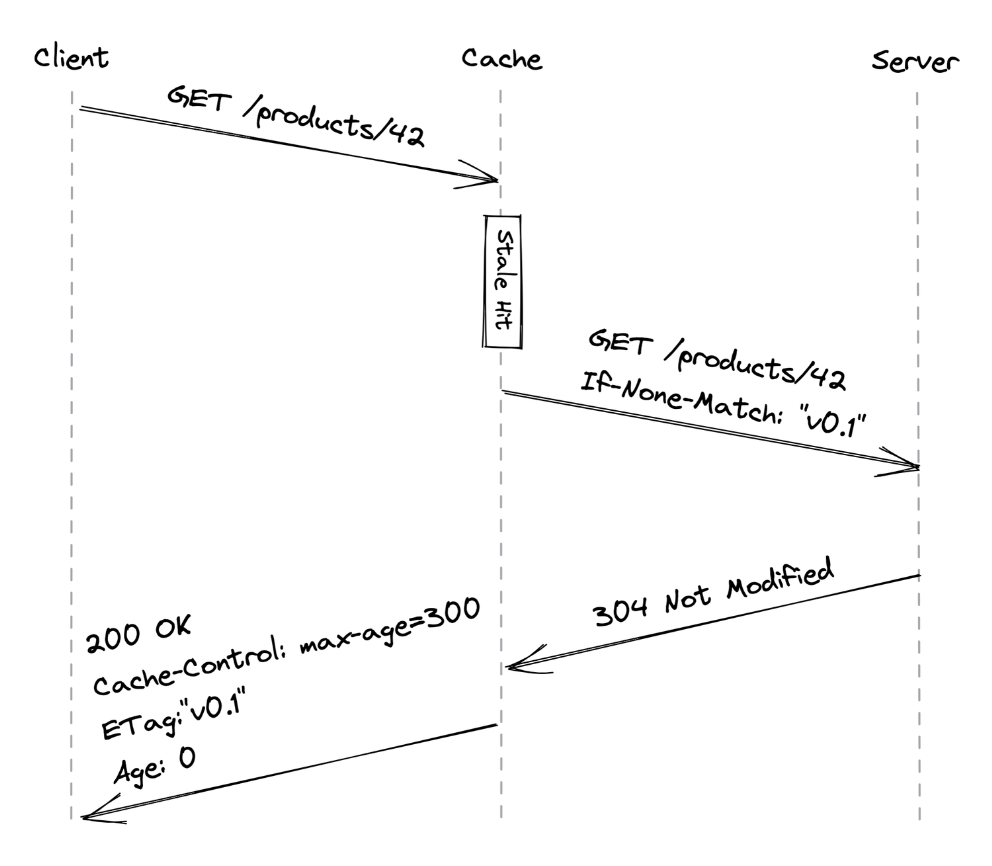 Client
Cache
Server
GET /products/42
Stale Hit
GET /products/42
If-None-Match: "v0.1"
304 Not Modified
200 OK
Cache-Control: max-age=300
ETag:"v0.1"
Age: 0